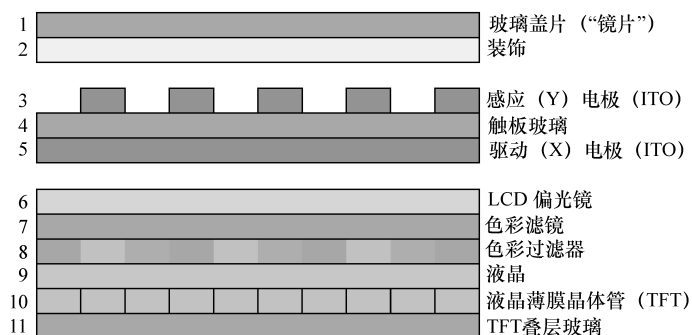 1 玻璃盖片（“镜片”）
2 装饰
3 感应（Y）电极（ITO）
4 触板玻璃
5 驱动（X）电极（ITO）
6 LCD 偏光镜
7 色彩滤镜
8 色彩过滤器
9 液晶
10 液晶薄膜晶体管（TFT）
11 TFT叠层玻璃